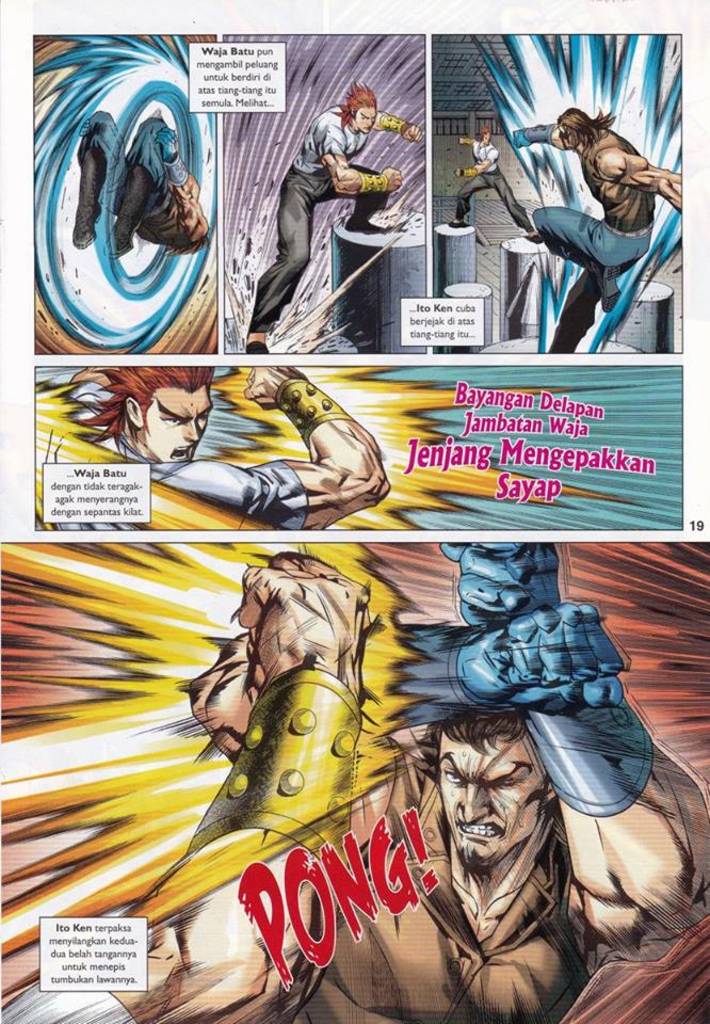 Waja Batu pun
mengambil peluang
untuk berdiri di
atas tiang-tiang itu
semula. Melihat...
...Ito Ken cuba
berjejak di atas
tiang-tiang itu...
...Waja Batu
dengan tidak teragak-
agak menyerangnya
dengan sepantas kilat.
Bayangan Delapan
Jambatan Waja
Jenjang Mengepakkan
Sayap
19
PONG!
Ito Ken terpaksa
menyilangkan kedua-
dua belah tangannya
untuk menepis
tumbukan lawannya.